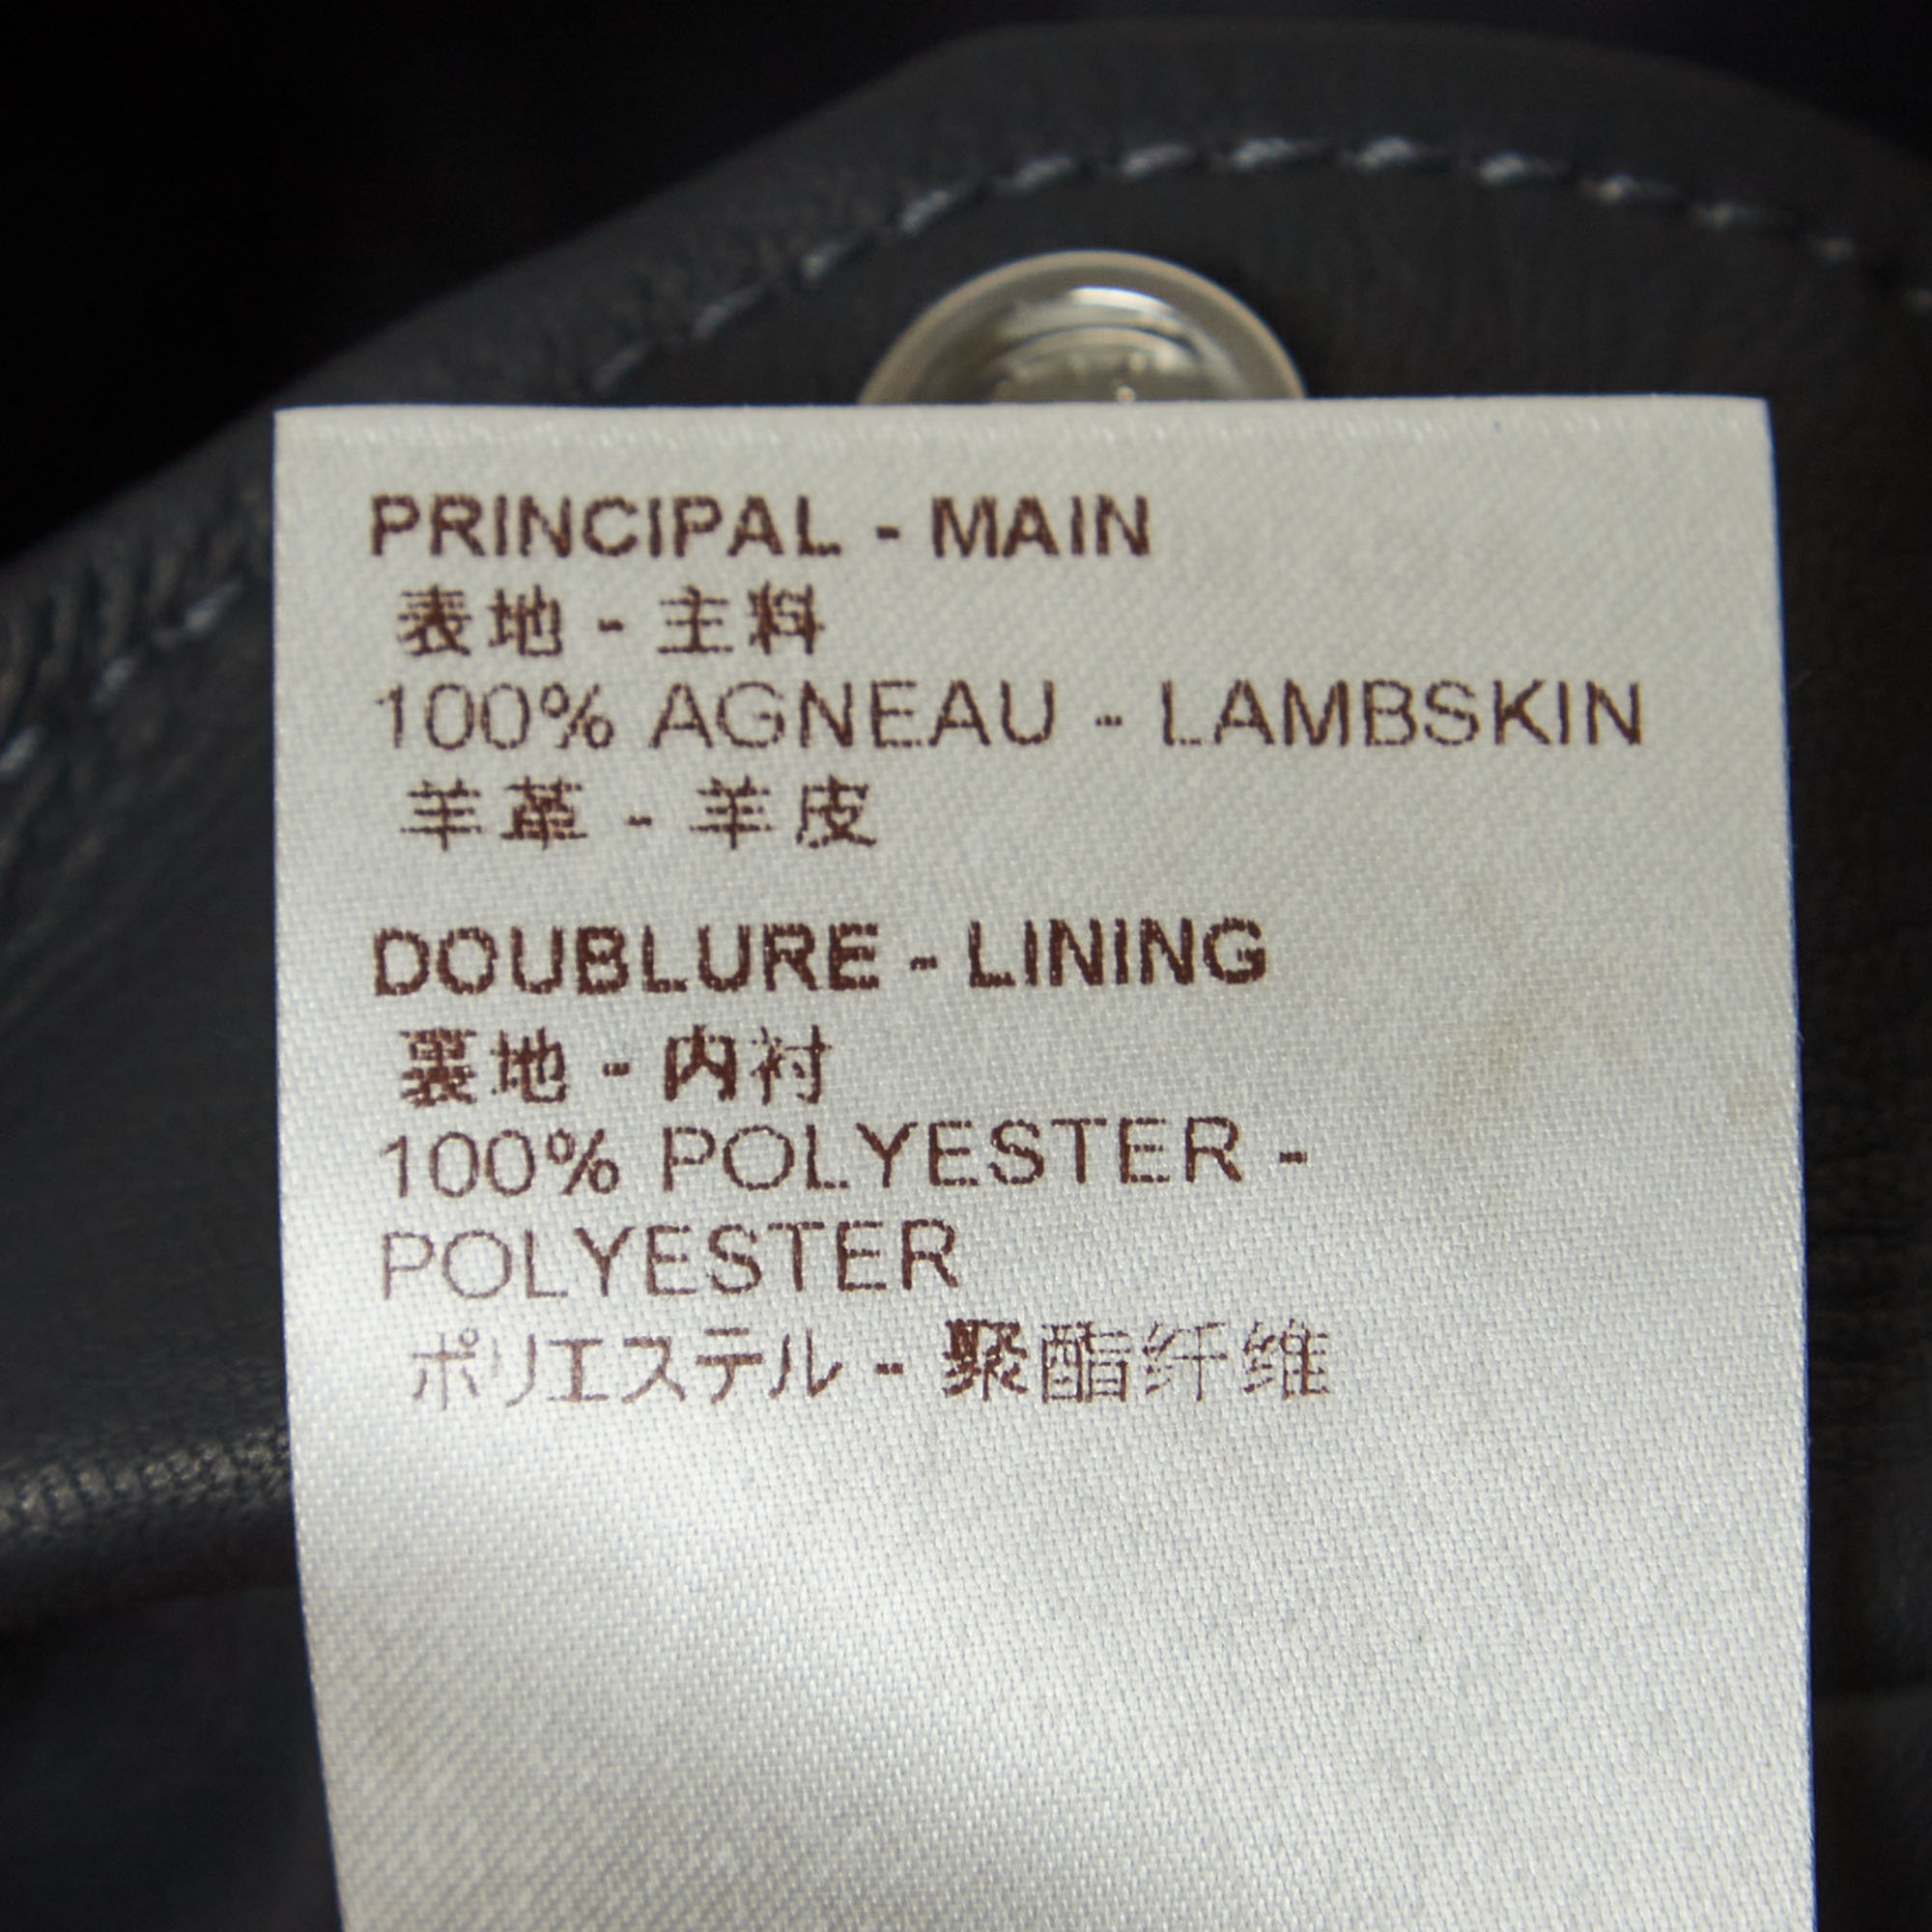 PRINCIPAL - MAIN
表地 - 主料
100% AGNEAU - LAMBSKIN
羊革 - 羊皮
DOUBLURE - LINING
裏地 - 内衬
100% POLYESTER -
POLYESTER
ポリエステル - 聚酯纤维